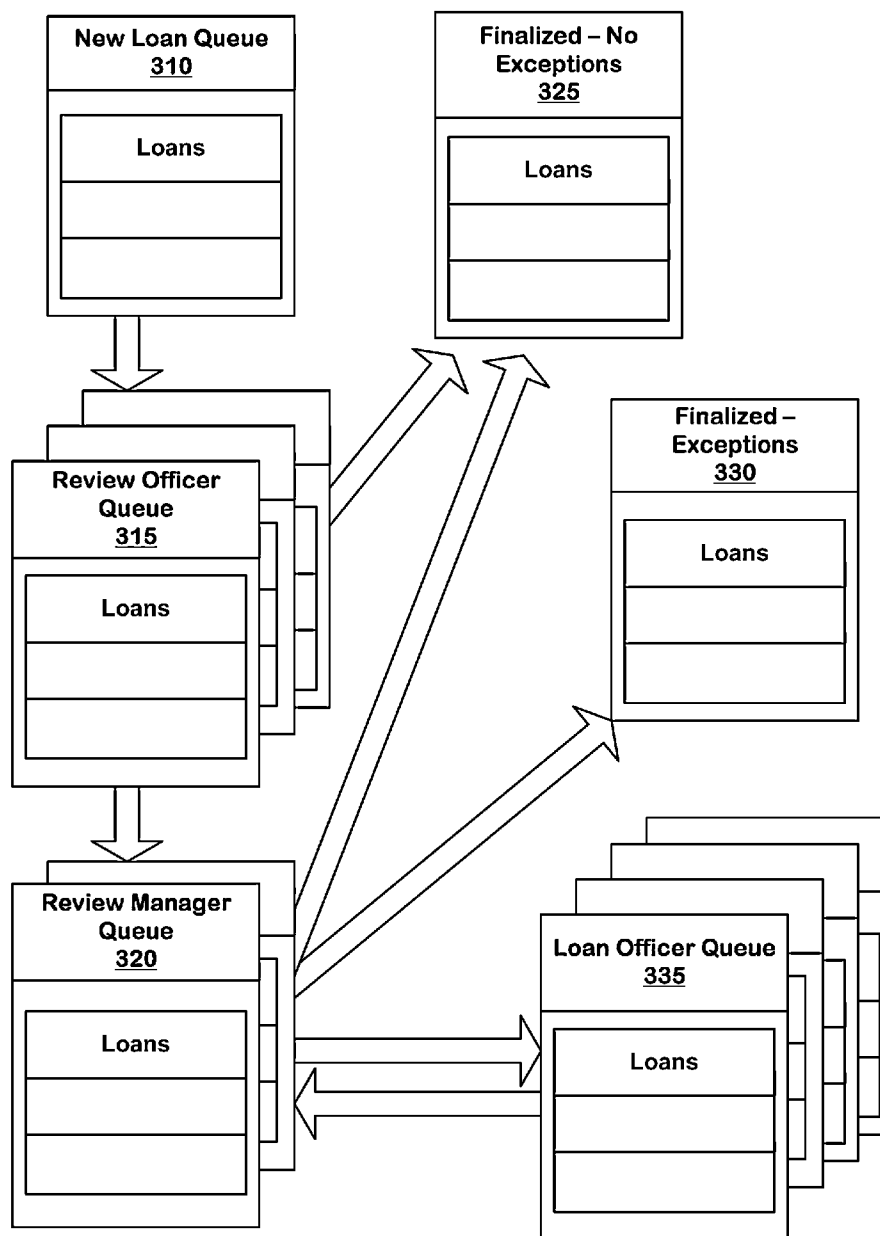 New Loan Queue
310
Loans
Finalized – No
Exceptions
325
Loans
Finalized –
Exceptions
330
Loans
Review Officer
Queue
315
Loans
Review Manager
Queue
320
Loans
Loan Officer Queue
335
Loans